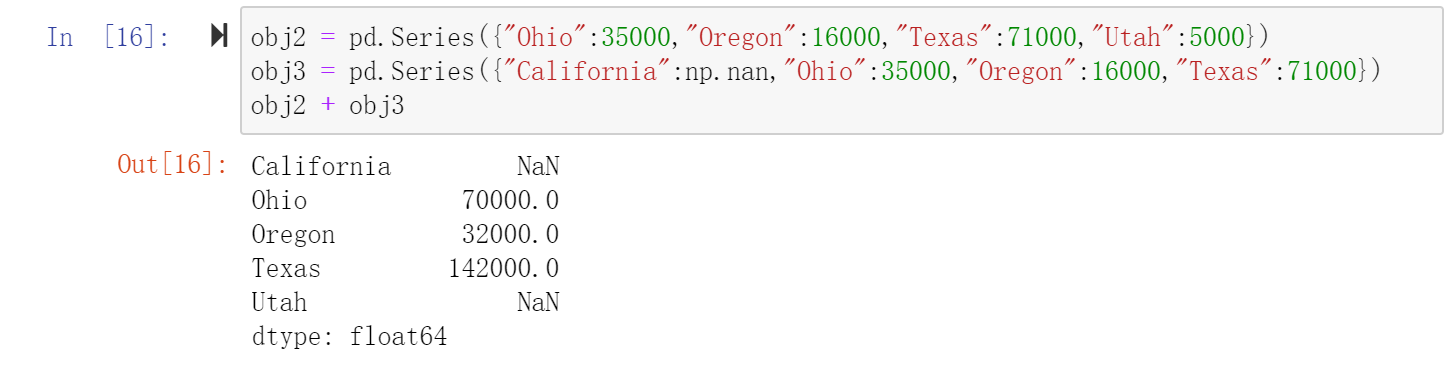 In [16]: obj2 = pd.Series({"Ohio":35000,"Oregon":16000,"Texas":71000,"Utah":5000})
obj3 = pd.Series({"California":np.nan,"Ohio":35000,"Oregon":16000,"Texas":71000})
obj2 + obj3
Out[16]: California NaN
Ohio 70000.0
Oregon 32000.0
Texas 142000.0
Utah NaN
dtype: float64